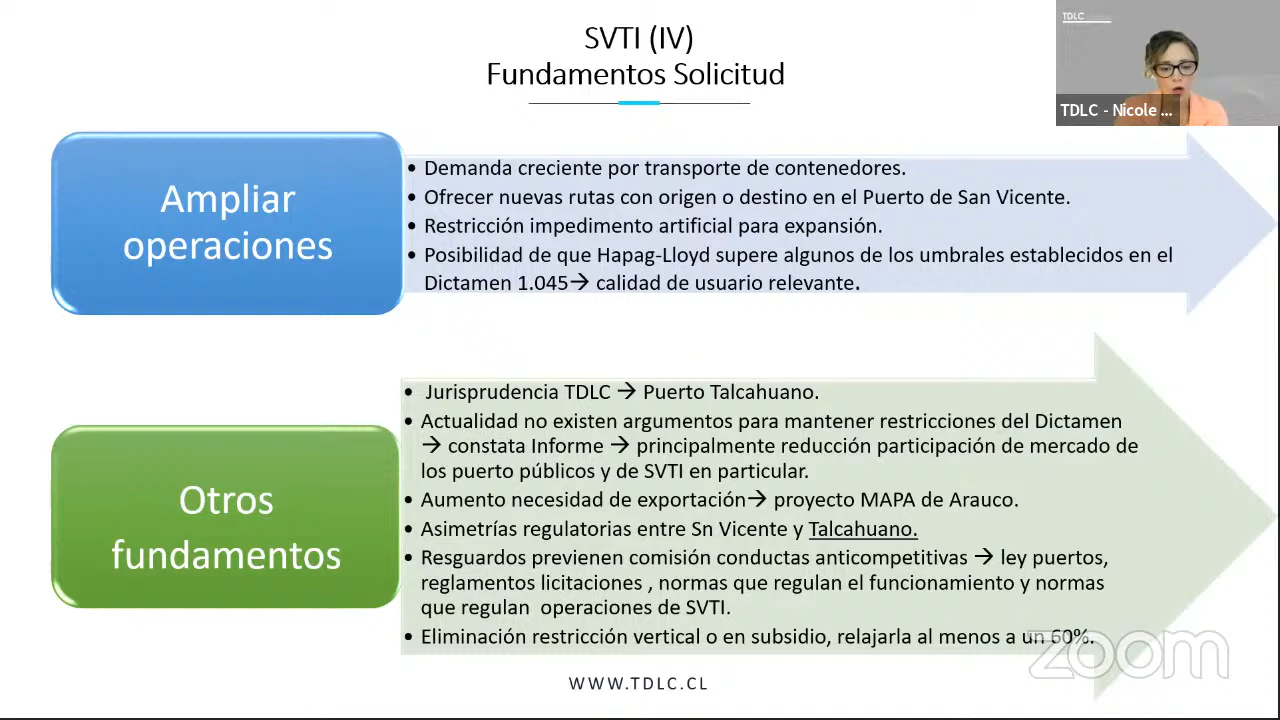 SVTI (IV)
Fundamentos Solicitud
TDLC
TDLC - Nicole ...
Ampliar
operaciones
• Demanda creciente por transporte de contenedores.
• Ofrecer nuevas rutas con origen o destino en el Puerto de San Vicente.
• Restricción impedimento artificial para expansión.
• Posibilidad de que Hapag-Lloyd supere algunos de los umbrales establecidos en el
Dictamen 1.045→ calidad de usuario relevante.
Otros
fundamentos
• Jurisprudencia TDLC → Puerto Talcahuano.
• Actualidad no existen argumentos para mantener restricciones del Dictamen
→ constata Informe → principalmente reducción participación de mercado de
los puerto públicos y de SVTI en particular.
• Aumento necesidad de exportación→ proyecto MAPA de Arauco.
• Asimetrías regulatorias entre Sn Vicente y Talcahuano.
• Resguardos previenen comisión conductas anticompetitivas → ley puertos,
reglamentos licitaciones , normas que regulan el funcionamiento y normas
que regulan operaciones de SVTI.
• Eliminación restricción vertical o en subsidio, relajarla al menos a un 60%.
zoom
WWW.TDLC.CL